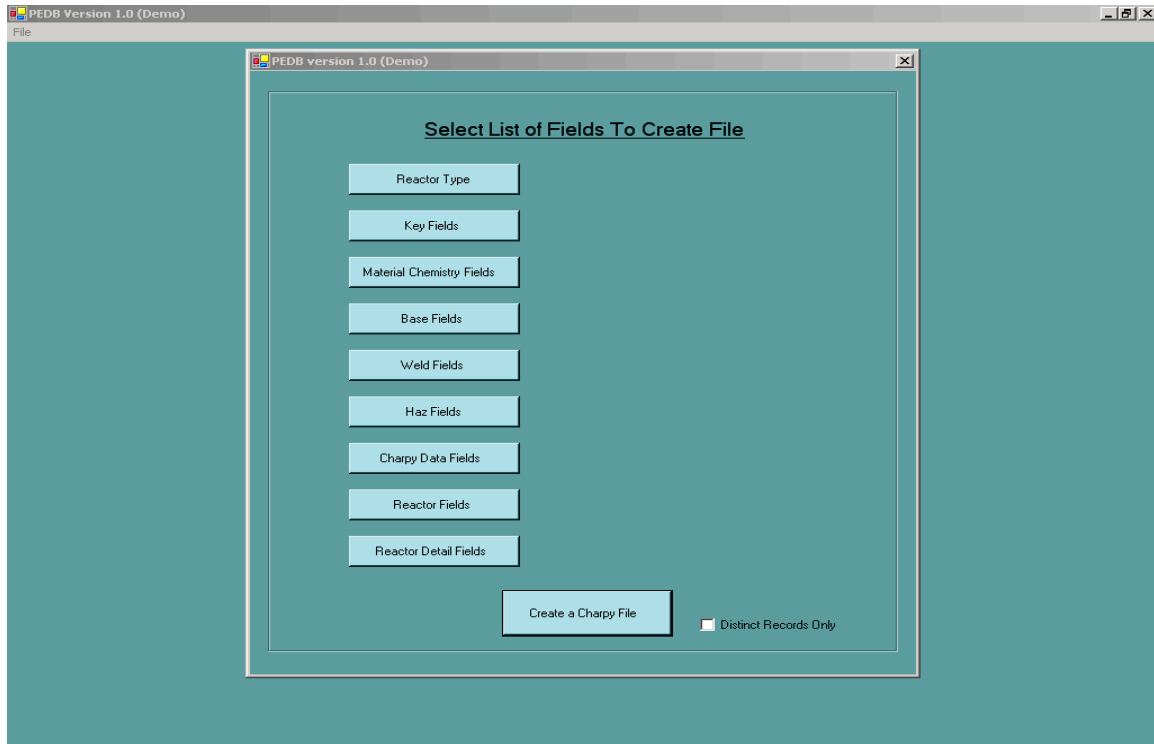 PEDB Version 1.0 (Demo)
File
PEDB version 1.0 (Demo)
Select List of Fields To Create File
Reactor Type
Key Fields
Material Chemistry Fields
Base Fields
Weld Fields
Haz Fields
Charpy Data Fields
Reactor Fields
Reactor Detail Fields
Create a Charpy File
Distinct Records Only